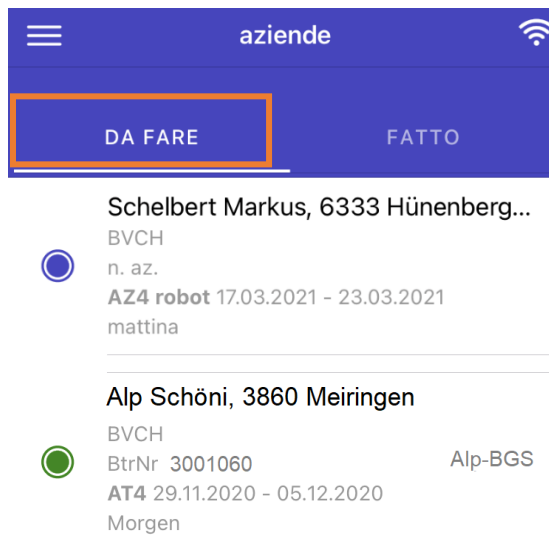 aziende
DA FARE FATTO
Schelbert Markus, 6333 Hünenberg...
BVCH
n. az.
AZ4 robot 17.03.2021 - 23.03.2021
mattina
Alp Schöni, 3860 Meiringen
BVCH
BtrNr 3001060 Alp-BGS
AT4 29.11.2020 - 05.12.2020
Morgen